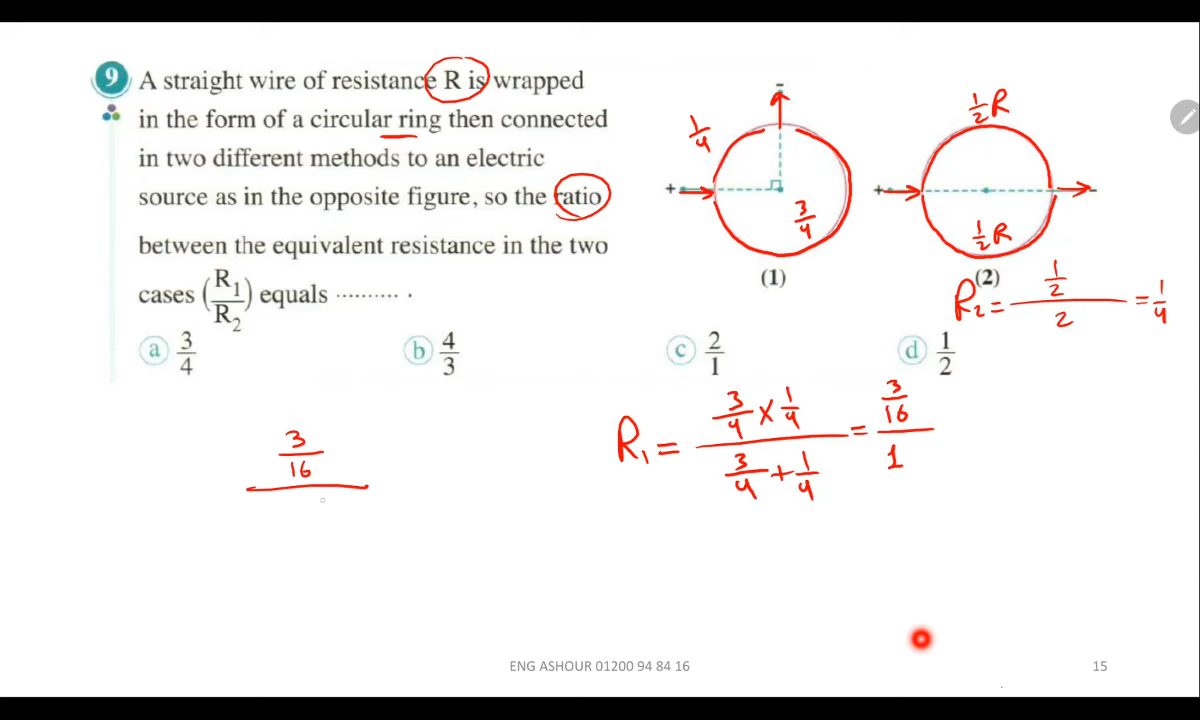 9 A straight wire of resistance R is wrapped
in the form of a circular ring then connected
in two different methods to an electric
source as in the opposite figure, so the ratio
between the equivalent resistance in the two
cases (R₁/R₂) equals ·········· .
a 3/4
b 4/3
c 2/1
d 1/2
1/4
3/4
+
-
(1)
1/2 R
1/2 R
+
-
(2)
R₂ = (1/2)/2 = 1/4
R₁ = (3/4 × 1/4)/(3/4 + 1/4) = (3/16)/1
3/16
ENG ASHOUR 01200 94 84 16
15